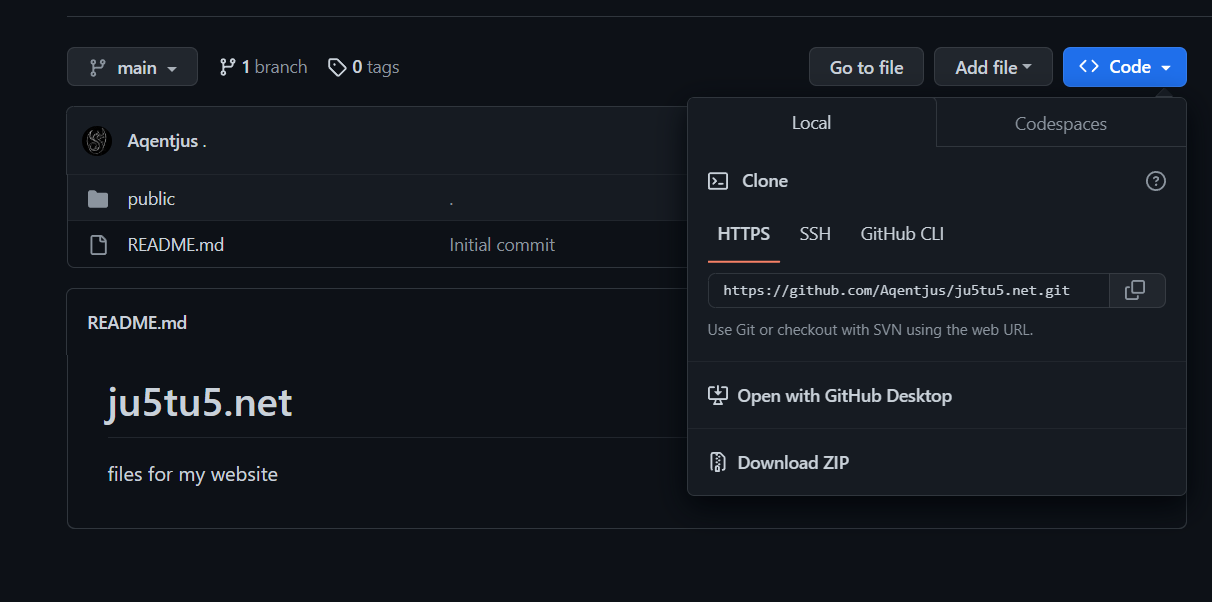 main 1 branch 0 tags Go to file Add file Code
Local Codespaces
Aqentjus .
Clone
public .
HTTPS SSH GitHub CLI
README.md Initial commit
https://github.com/Aqentjus/ju5tu5.net.git
README.md
Use Git or checkout with SVN using the web URL.
ju5tu5.net
Open with GitHub Desktop
files for my website
Download ZIP